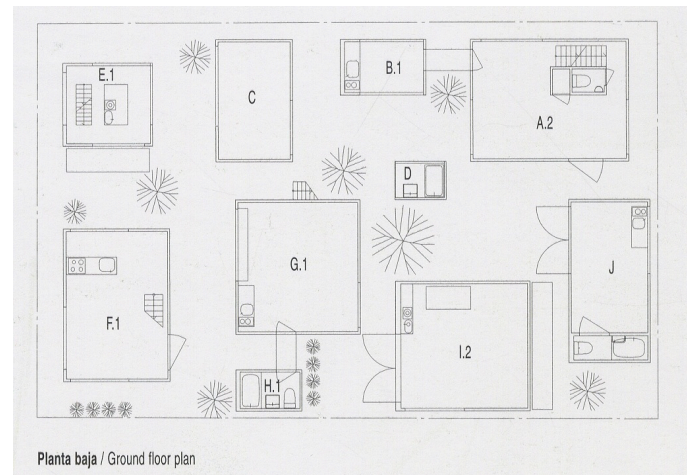 E.1
C
B.1
A.2
D
G.1
J
F.1
I.2
H.1
Planta baja / Ground floor plan